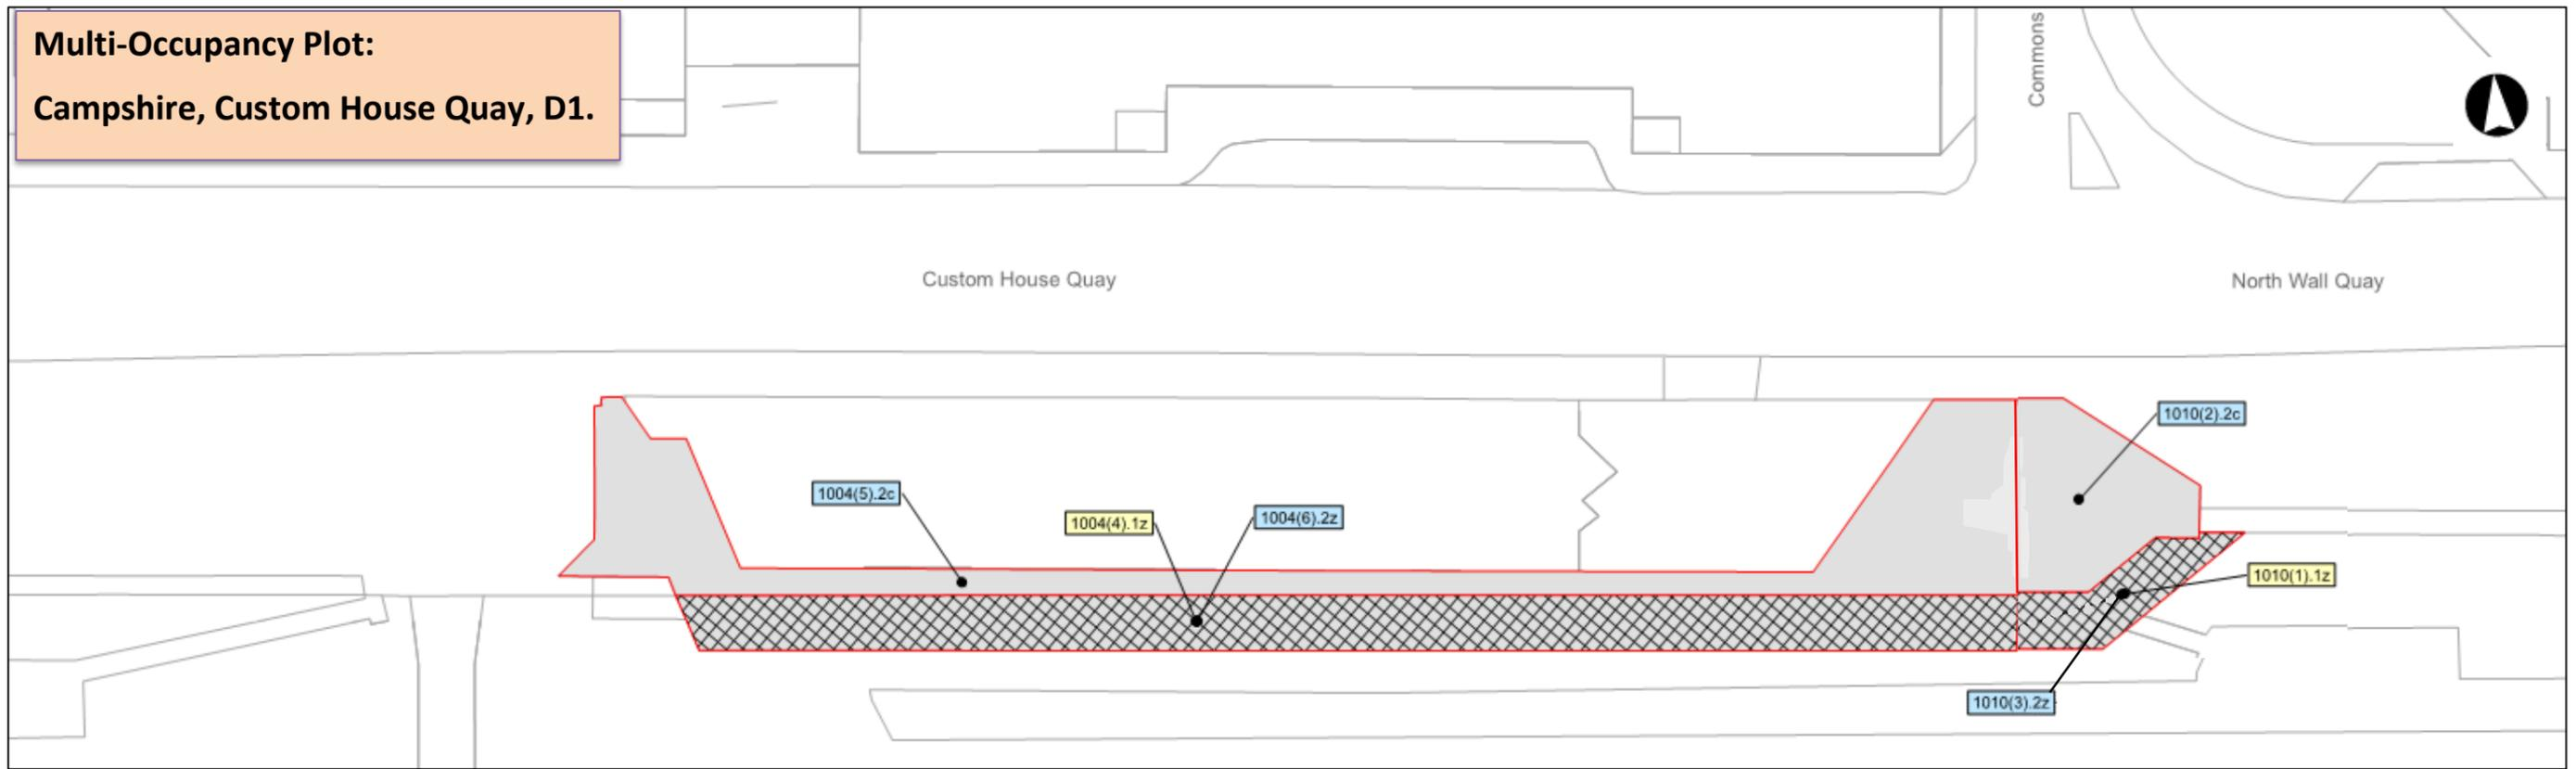 Multi-Occupancy Plot:
Campshire, Custom House Quay, D1.
Commons
Custom House Quay
North Wall Quay
1010(2).2c
1004(5).2c
1004(4).1z
1004(6).2z
1010(1).1z
1010(3).2z